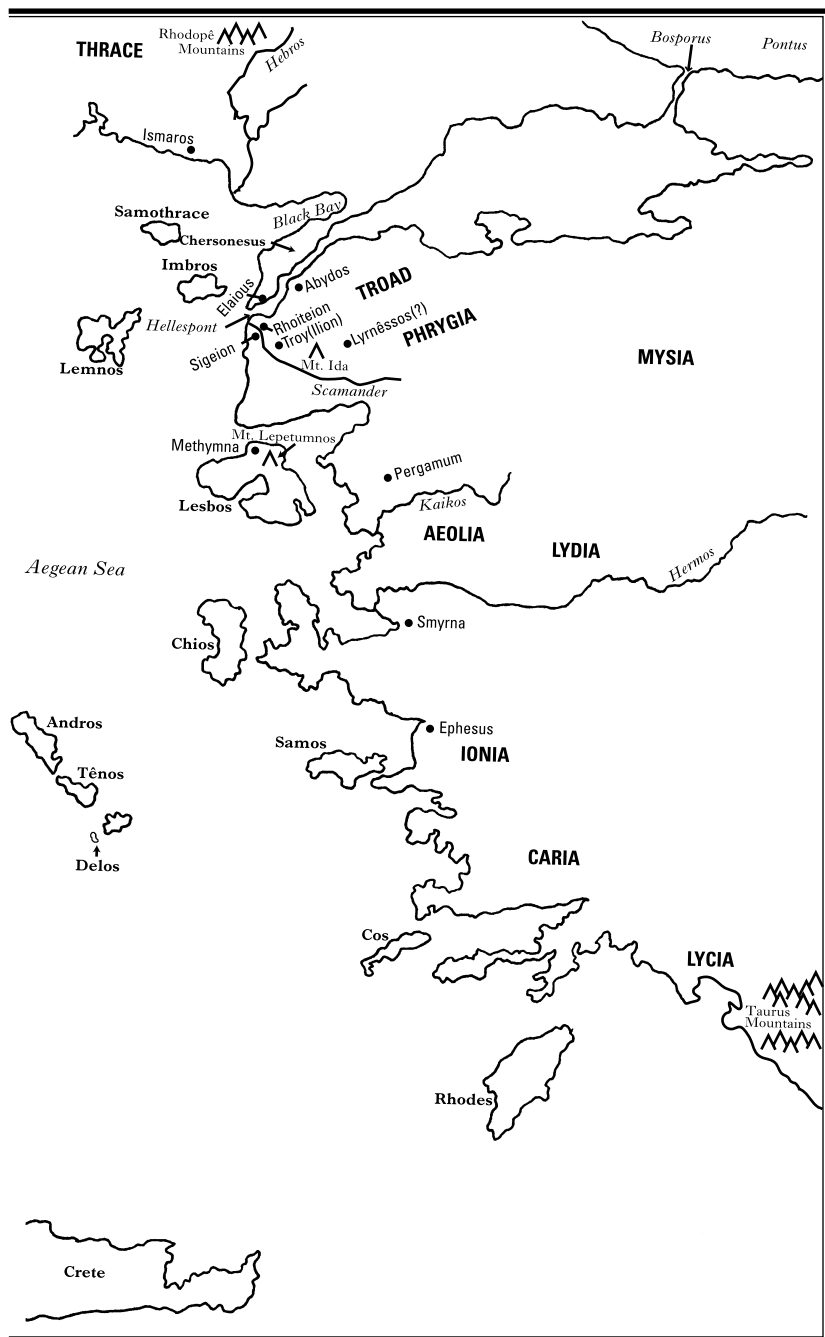 Rhodopê
Mountains
THRACE
Hebros
Bosporus
Pontus
Ismaros
Black Bay
Samothrace
Chersonesus
Imbros
Elaious
Abydos
TROAD
Hellespont
Rhoiteion
Troy(Ilion)
Lyrnêssos(?)
PHRYGIA
Sigeion
Lemnos
Mt. Ida
MYSIA
Scamander
Mt. Lepetumnos
Methymna
Pergamum
Lesbos
Kaikos
AEOLIA
LYDIA
Hermos
Aegean Sea
Smyrna
Chios
Andros
Ephesus
Samos
IONIA
Tênos
Delos
CARIA
Cos
LYCIA
Taurus
Mountains
Rhodes
Crete